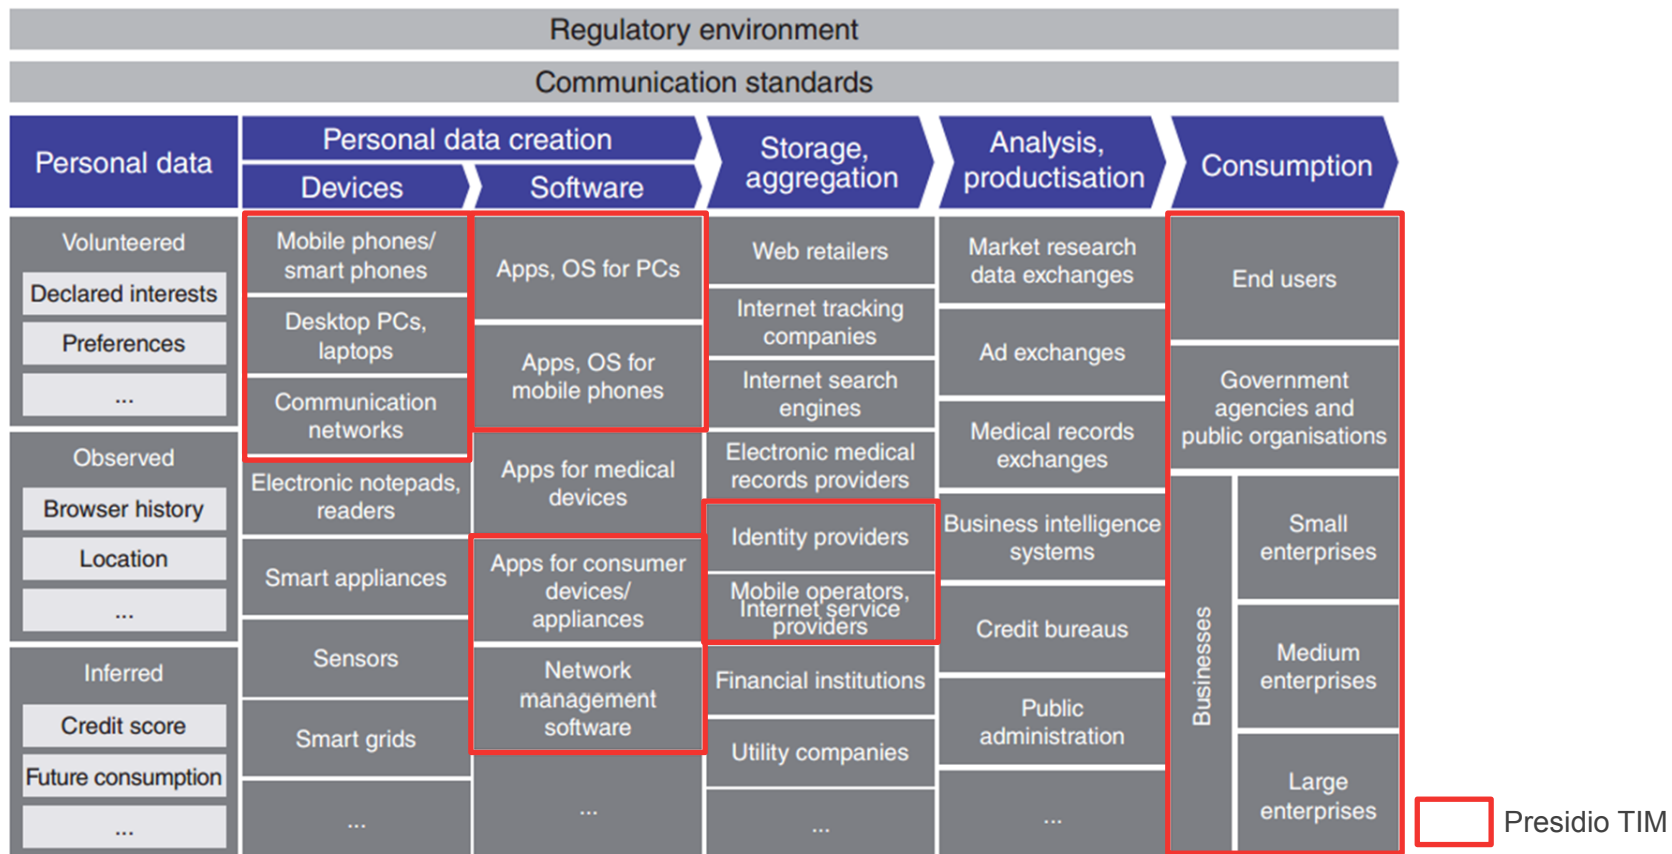 Regulatory environment
Communication standards
Personal data
Personal data creation
Devices
Software
Storage,
aggregation
Analysis,
productisation
Consumption
Volunteered
Declared interests
Preferences
...
Observed
Browser history
Location
...
Inferred
Credit score
Future consumption
...
Mobile phones/
smart phones
Desktop PCs,
laptops
Communication
networks
Electronic notepads,
readers
Smart appliances
Sensors
Smart grids
...
Apps, OS for PCs
Apps, OS for
mobile phones
Apps for medical
devices
Apps for consumer
devices/
appliances
Network
management
software
...
Web retailers
Internet tracking
companies
Internet search
engines
Electronic medical
records providers
Identity providers
Mobile operators,
Internet service
providers
Financial institutions
Utility companies
...
Market research
data exchanges
Ad exchanges
Medical records
exchanges
Business intelligence
systems
Credit bureaus
Public
administration
...
End users
Government
agencies and
public organisations
Businesses
Small
enterprises
Medium
enterprises
Large
enterprises
Presidio TIM